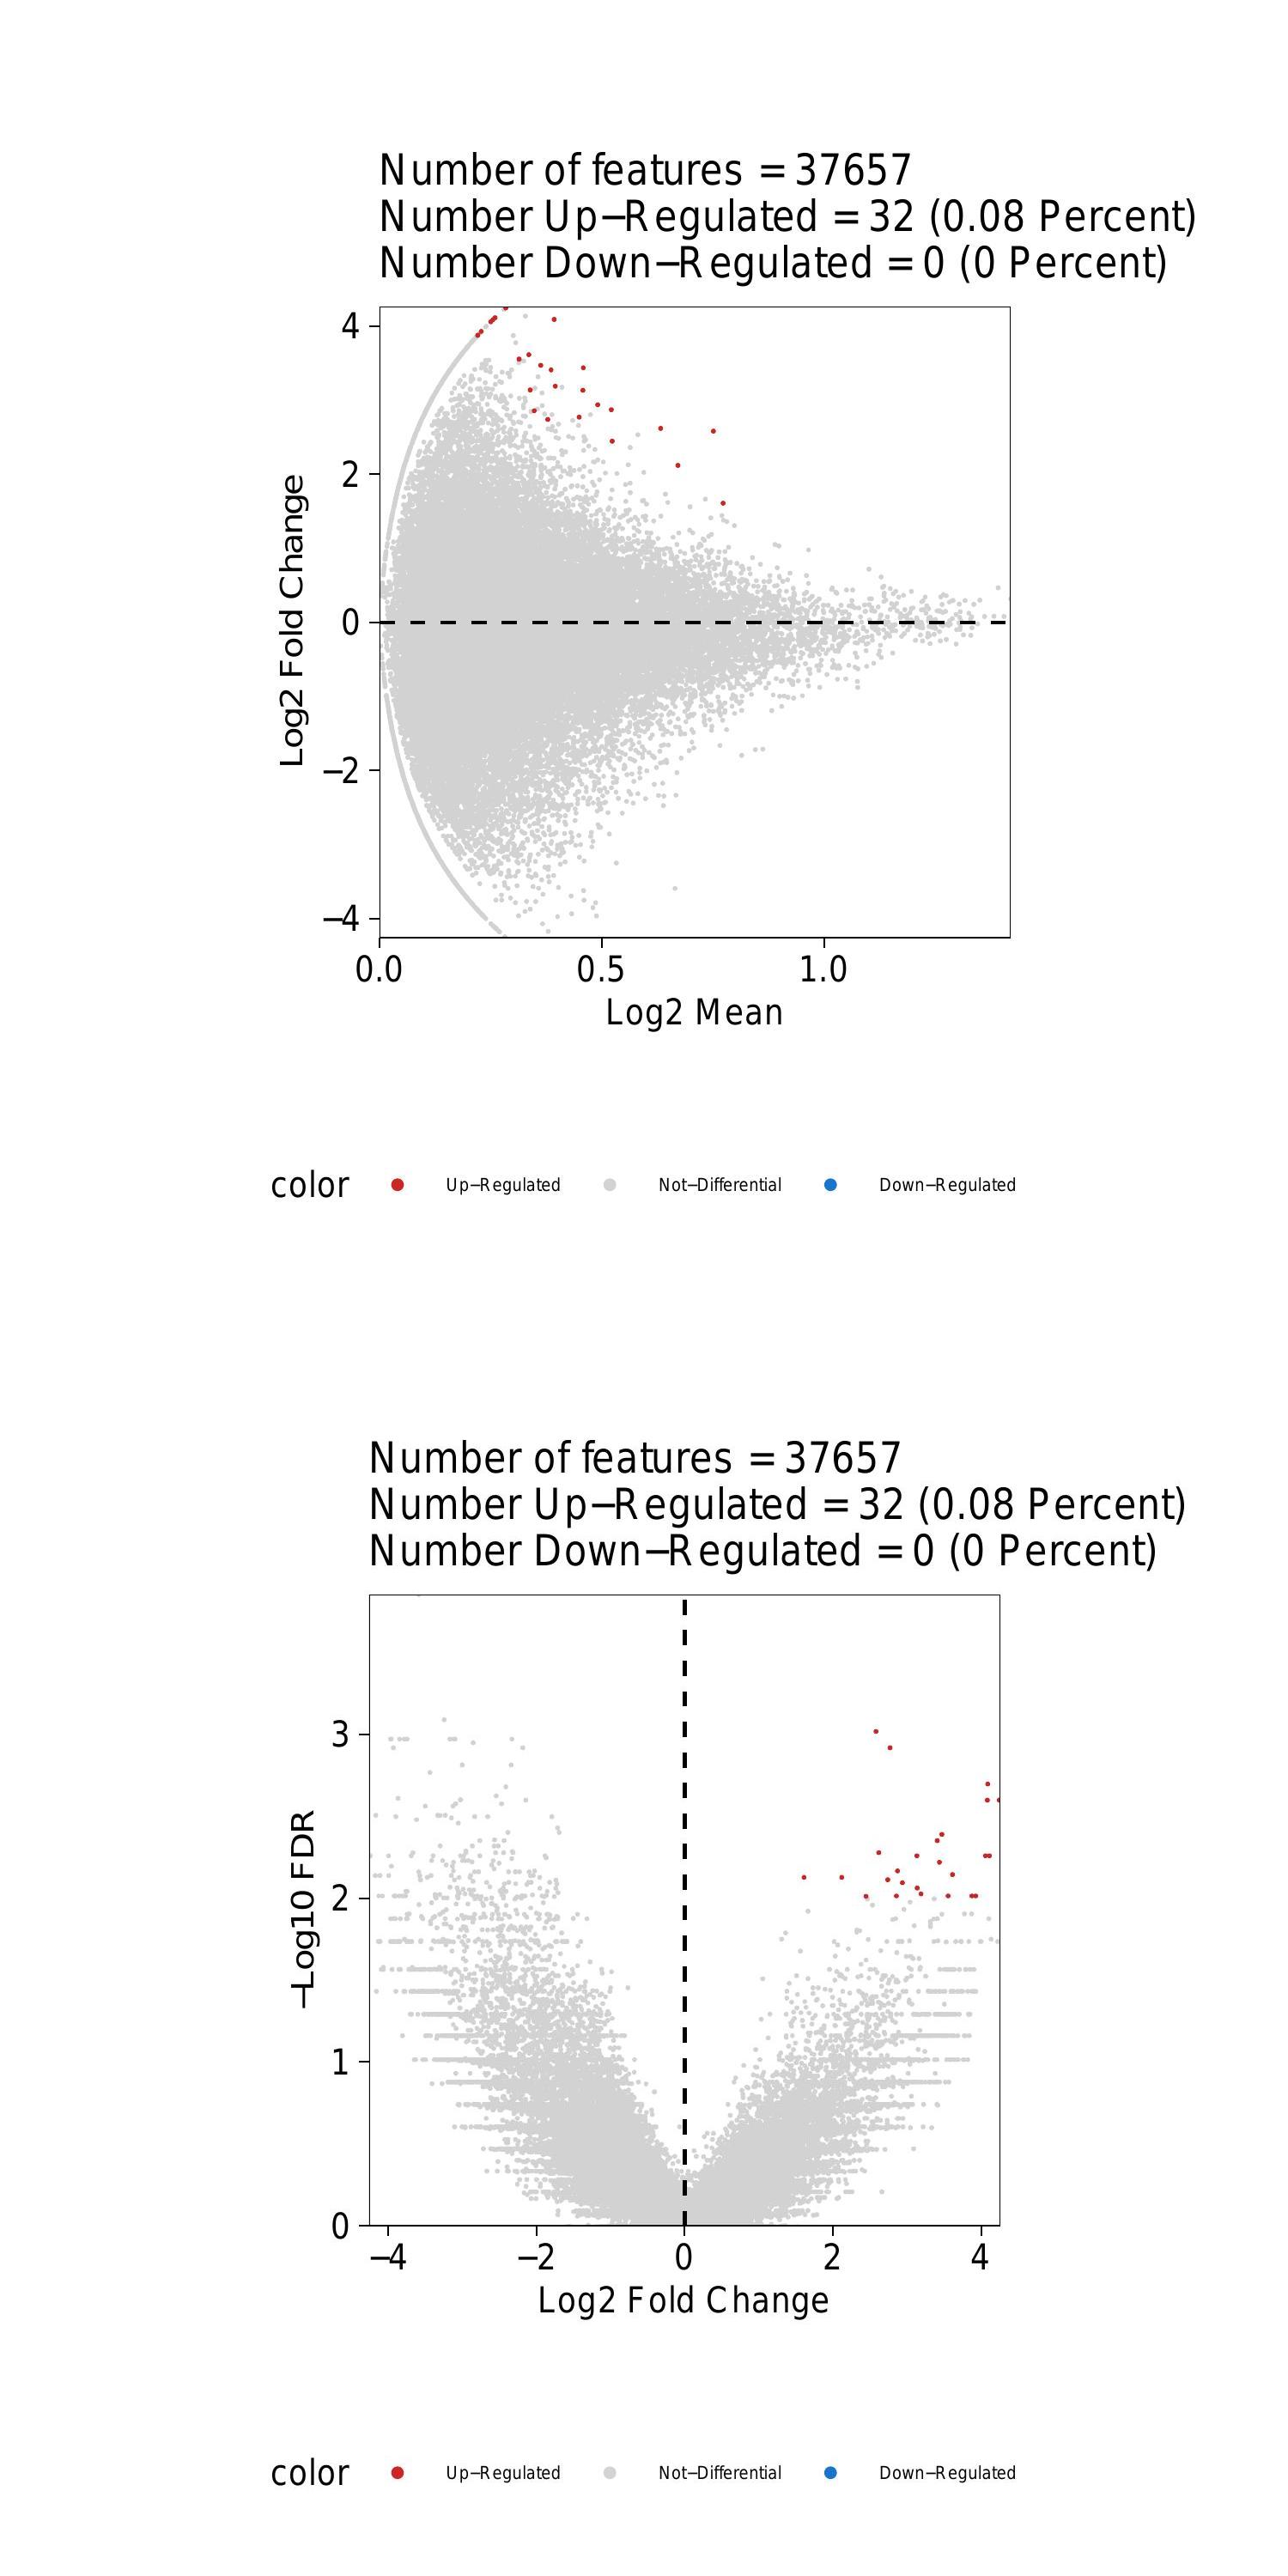 Number of features = 37657
Number Up−Regulated = 32 (0.08 Percent)
Number Down−Regulated = 0 (0 Percent)
4
2
0
−2
−4
Log2 Fold Change
0.0 0.5 1.0
Log2 Mean
color Up−Regulated Not−Differential Down−Regulated
Number of features = 37657
Number Up−Regulated = 32 (0.08 Percent)
Number Down−Regulated = 0 (0 Percent)
3
2
1
0
−Log10 FDR
−4 −2 0 2 4
Log2 Fold Change
color Up−Regulated Not−Differential Down−Regulated